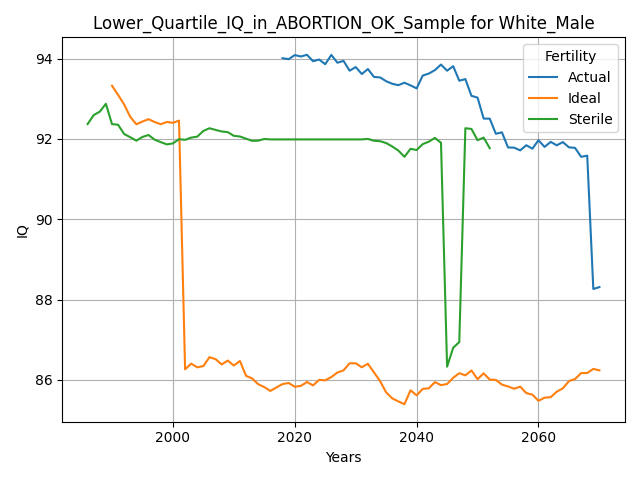 Lower_Quartile_IQ_in_ABORTION_OK_Sample for White_Male
Fertility
Actual
Ideal
Sterile
IQ
94
92
90
88
86
2000
2020
2040
2060
Years